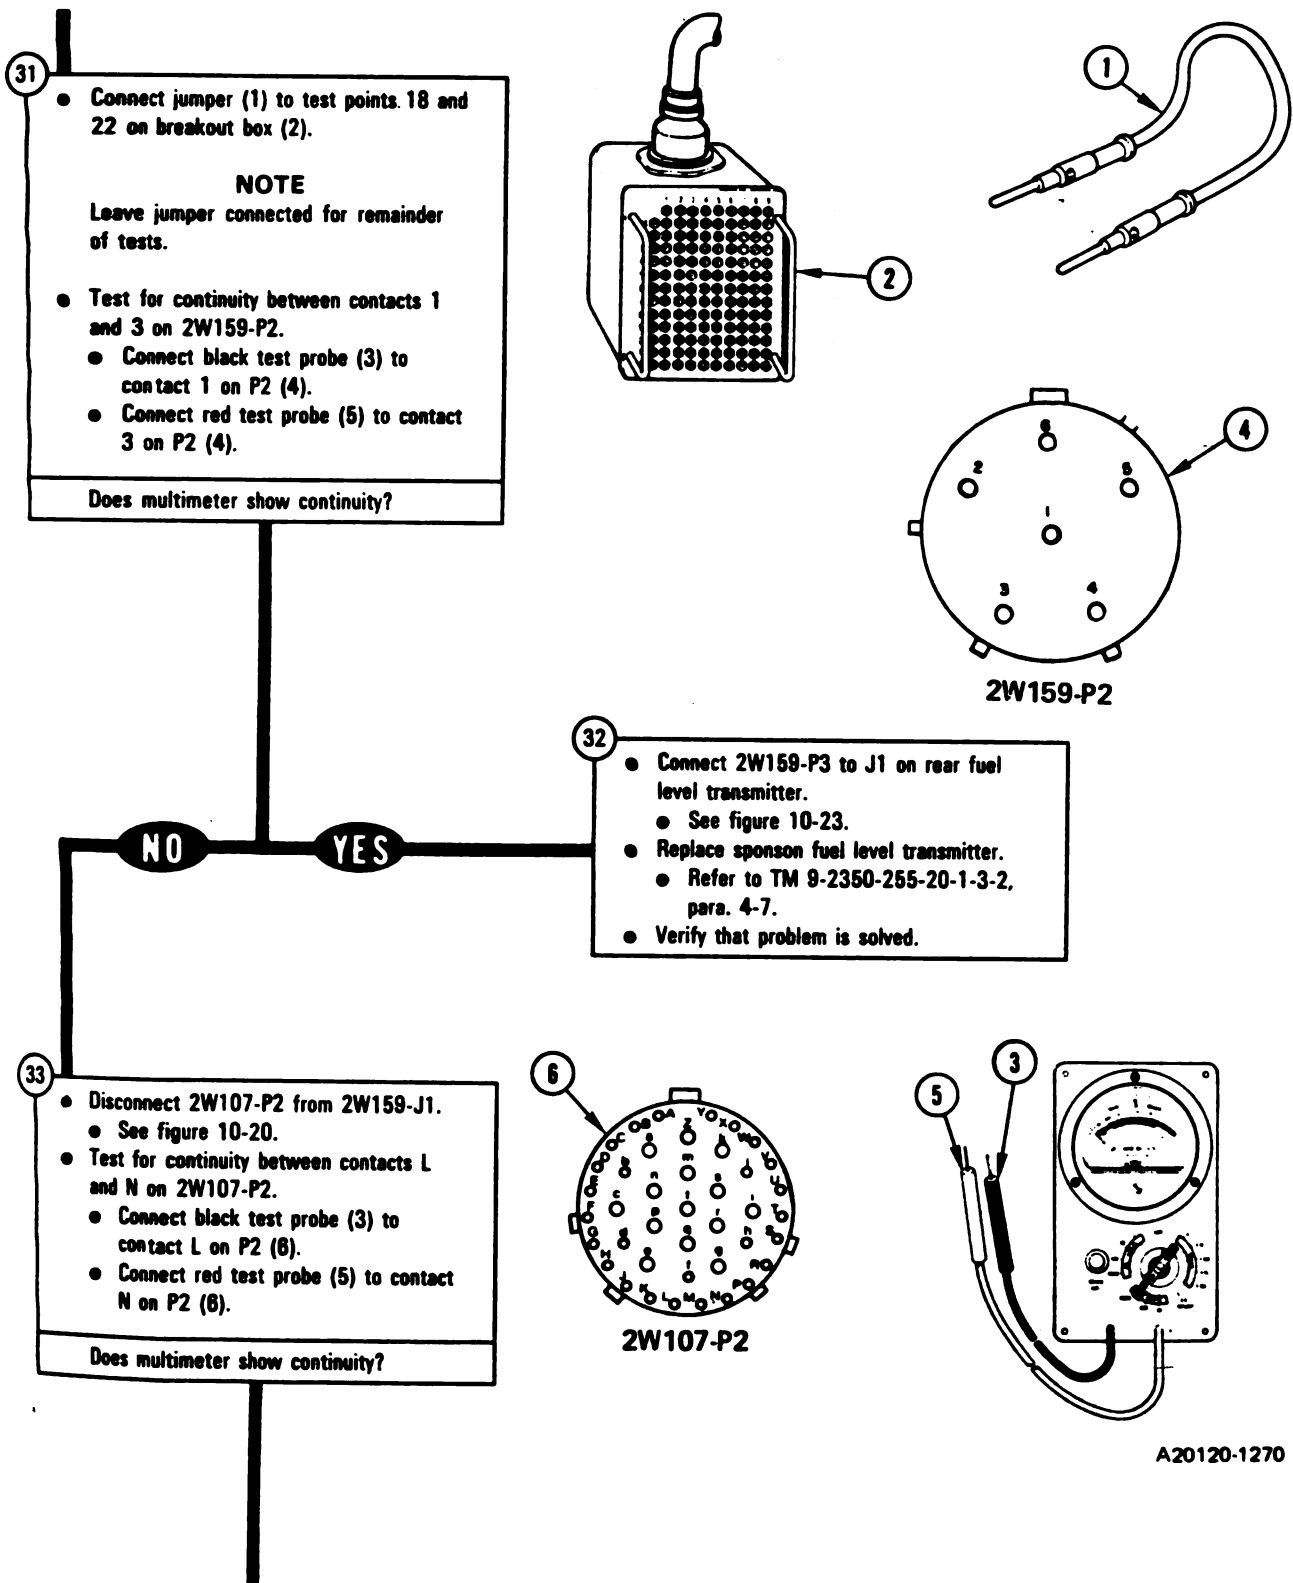 31
● Connect jumper (1) to test points. 18 and
22 on breakout box (2).
NOTE
Leave jumper connected for remainder
of tests.
● Test for continuity between contacts 1
and 3 on 2W159-P2.
● Connect black test probe (3) to
contact 1 on P2 (4).
● Connect red test probe (5) to contact
3 on P2 (4).
Does multimeter show continuity?
1
2
4
6
2
5
1
3
4
2W159-P2
NO
YES
32
● Connect 2W159-P3 to J1 on rear fuel
level transmitter.
● See figure 10-23.
● Replace sponson fuel level transmitter.
● Refer to TM 9-2350-255-20-1-3-2,
para. 4-7.
● Verify that problem is solved.
33
● Disconnect 2W107-P2 from 2W159-J1.
● See figure 10-20.
● Test for continuity between contacts L
and N on 2W107-P2.
● Connect black test probe (3) to
contact L on P2 (6).
● Connect red test probe (5) to contact
N on P2 (6).
Does multimeter show continuity?
6
2W107-P2
5
3
A20120-1270